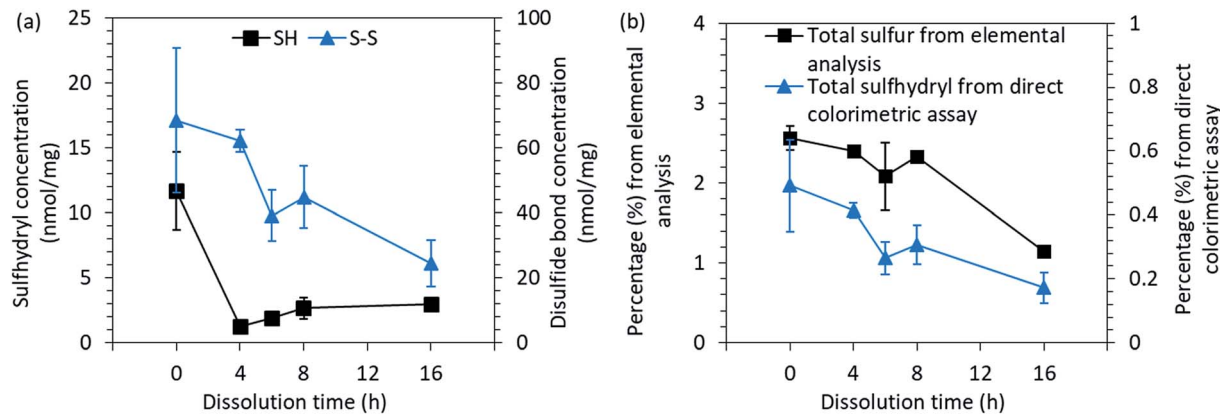 (a)
SH
S-S
Sulfhydryl concentration
(nmol/mg)
25
20
15
10
5
0
Disulfide bond concentration
(nmol/mg)
100
80
60
40
20
0
0 4 8 12 16
Dissolution time (h)
(b)
Total sulfur from elemental
analysis
Total sulfhydryl from direct
colorimetric assay
Percentage (%) from elemental
analysis
4
3
2
1
0
Percentage (%) from direct
colorimetric assay
1
0.8
0.6
0.4
0.2
0
0 4 8 12 16
Dissolution time (h)